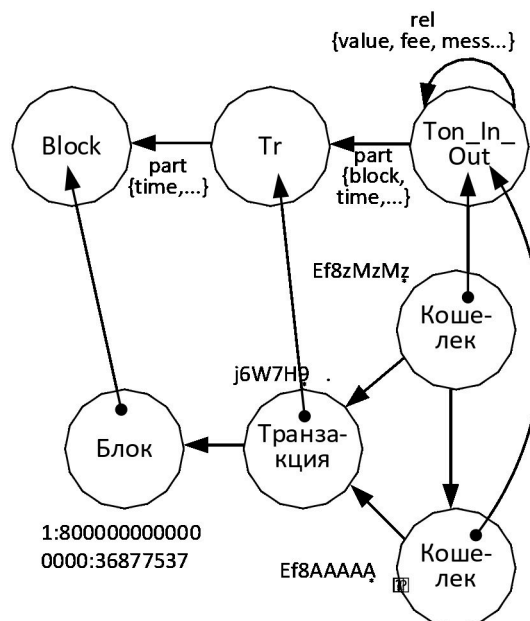 rel
{value, fee, mess...}
Block
part
{time,...}
Tr
part
{block,
time,...}
Ton_In_
Out
Ef8zMzMz
Коше-
лек
j6W7H9.
Блок
Транза-
кция
1:800000000000
0000:36877537
Ef8AAAAA
Коше-
лек